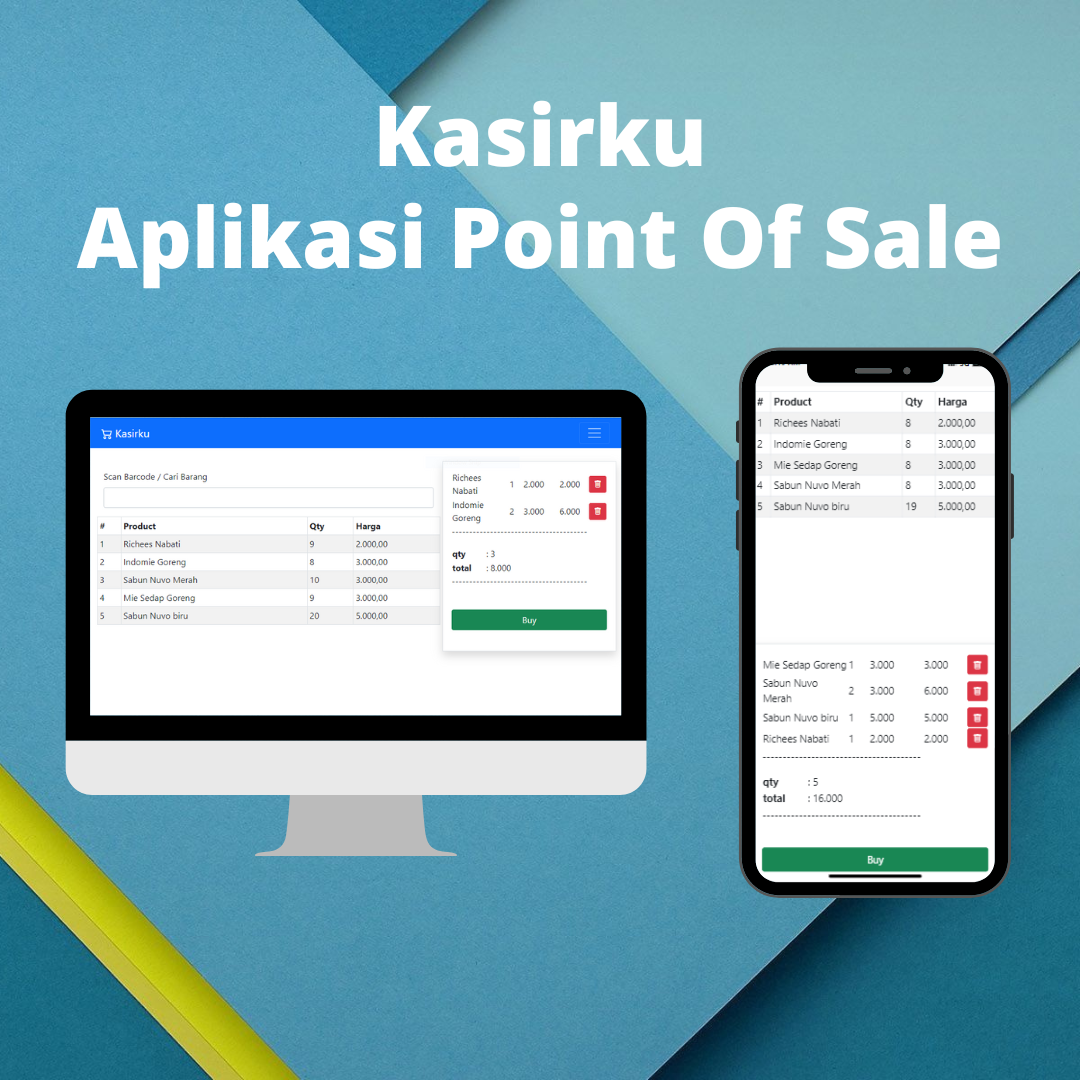 Kasirku
Aplikasi Point Of Sale
Kasirku
Scan Barcode / Cari Barang
# Product Qty Harga
1 Richees Nabati 9 2.000,00
2 Indomie Goreng 8 3.000,00
3 Sabun Nuvo Merah 10 3.000,00
4 Mie Sedap Goreng 9 3.000,00
5 Sabun Nuvo biru 20 5.000,00
Richees
Nabati 1 2.000 2.000
Indomie
Goreng 2 3.000 6.000
----------------------------------------
qty : 3
total : 8.000
----------------------------------------
Buy
# Product Qty Harga
1 Richees Nabati 8 2.000,00
2 Indomie Goreng 8 3.000,00
3 Mie Sedap Goreng 8 3.000,00
4 Sabun Nuvo Merah 8 3.000,00
5 Sabun Nuvo biru 19 5.000,00
Mie Sedap Goreng 1 3.000 3.000
Sabun Nuvo
Merah 2 3.000 6.000
Sabun Nuvo biru 1 5.000 5.000
Richees Nabati 1 2.000 2.000
----------------------------------------
qty : 5
total : 16.000
----------------------------------------
Buy